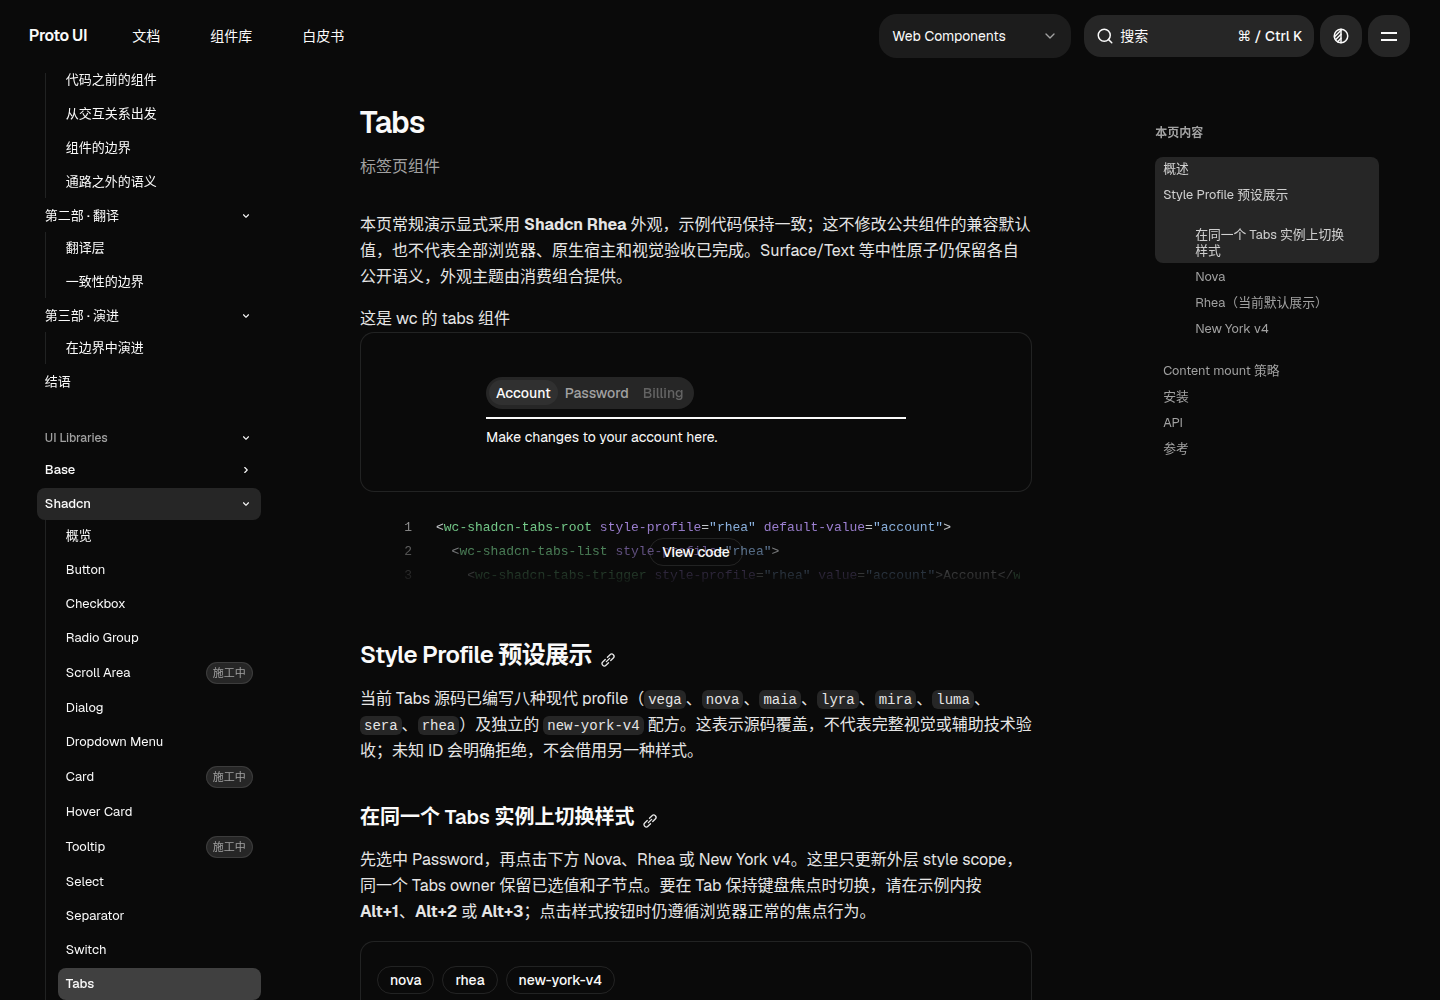 Proto UI
文档
组件库
白皮书
Web Components
搜索
⌘ / Ctrl K
代码之前的组件
从交互关系出发
组件的边界
通路之外的语义
第二部 · 翻译
翻译层
一致性的边界
第三部 · 演进
在边界中演进
结语
UI Libraries
Base
Shadcn
概览
Button
Checkbox
Radio Group
Scroll Area
施工中
Dialog
Dropdown Menu
Card
施工中
Hover Card
Tooltip
施工中
Select
Separator
Switch
Tabs
Tabs
标签页组件
本页常规演示显式采用 Shadcn Rhea 外观，示例代码保持一致；这不修改公共组件的兼容默认
值，也不代表全部浏览器、原生宿主和视觉验收已完成。Surface/Text 等中性原子仍保留各自
公开语义，外观主题由消费组合提供。
这是 wc 的 tabs 组件
Account
Password
Billing
Make changes to your account here.
1 <wc-shadcn-tabs-root style-profile="rhea" default-value="account">
2 <wc-shadcn-tabs-list style-profile="rhea">
View code
3 <wc-shadcn-tabs-trigger style-profile="rhea" value="account">Account</w
Style Profile 预设展示
当前 Tabs 源码已编写八种现代 profile（vega、nova、maia、lyra、mira、luma、
sera、rhea）及独立的 new-york-v4 配方。这表示源码覆盖，不代表完整视觉或辅助技术验
收；未知 ID 会明确拒绝，不会借用另一种样式。
在同一个 Tabs 实例上切换样式
先选中 Password，再点击下方 Nova、Rhea 或 New York v4。这里只更新外层 style scope，
同一个 Tabs owner 保留已选值和子节点。要在 Tab 保持键盘焦点时切换，请在示例内按
Alt+1、Alt+2 或 Alt+3；点击样式按钮时仍遵循浏览器正常的焦点行为。
nova
rhea
new-york-v4
本页内容
概述
Style Profile 预设展示
在同一个 Tabs 实例上切换
样式
Nova
Rhea（当前默认展示）
New York v4
Content mount 策略
安装
API
参考